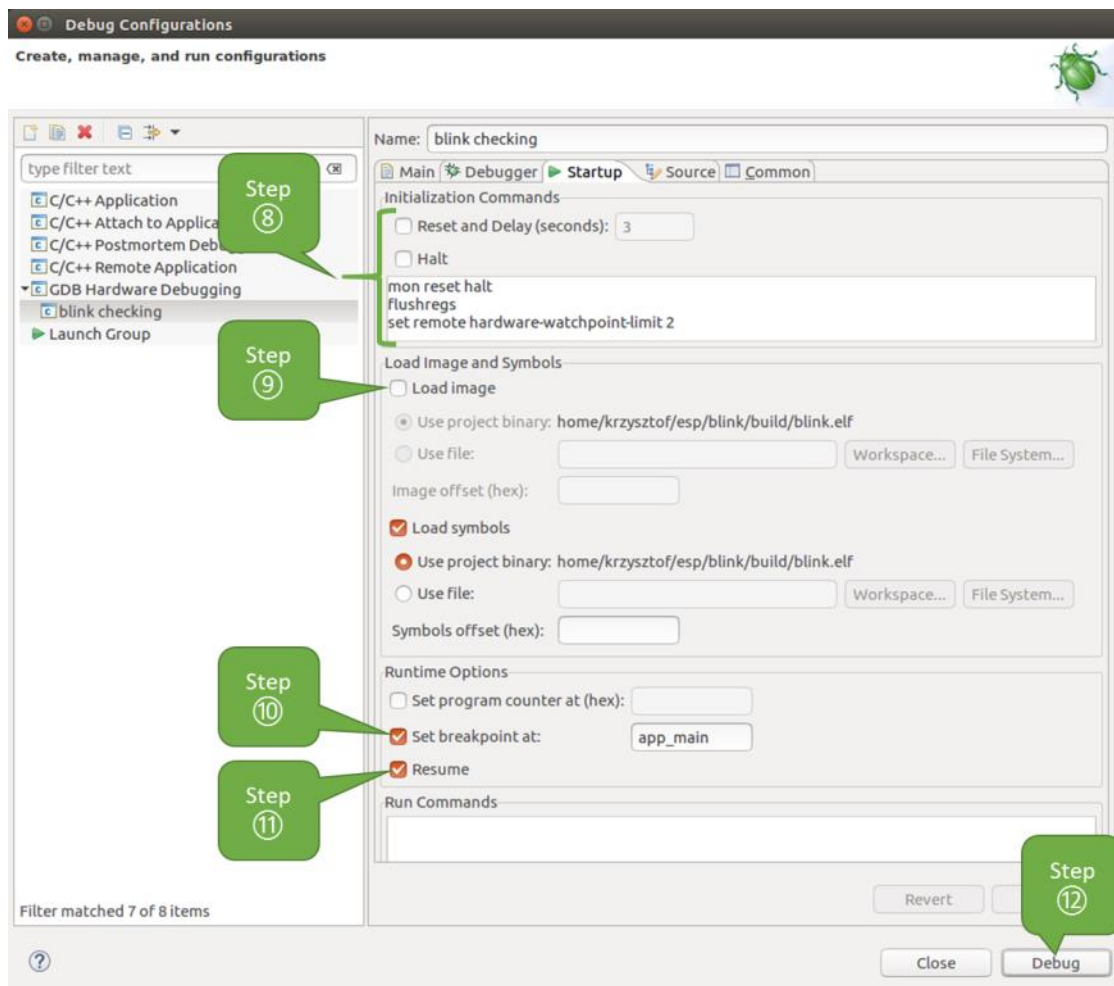 Debug Configurations
Create, manage, and run configurations
type filter text
C/C++ Application
C/C++ Attach to Applica
C/C++ Postmortem Debug
C/C++ Remote Application
GDB Hardware Debugging
blink checking
Launch Group
Filter matched 7 of 8 items
Name: blink checking
Main Debugger Startup Source Common
Initialization Commands
Reset and Delay (seconds): 3
Halt
mon reset halt
flushregs
set remote hardware-watchpoint-limit 2
Load Image and Symbols
Load image
Use project binary: home/krzysztof/esp/blink/build/blink.elf
Use file: Workspace... File System...
Image offset (hex):
Load symbols
Use project binary: home/krzysztof/esp/blink/build/blink.elf
Use file: Workspace... File System...
Symbols offset (hex):
Runtime Options
Set program counter at (hex):
Set breakpoint at: app_main
Resume
Run Commands
Revert
Close Debug
Step
⑧
Step
⑨
Step
⑩
Step
⑪
Step
⑫